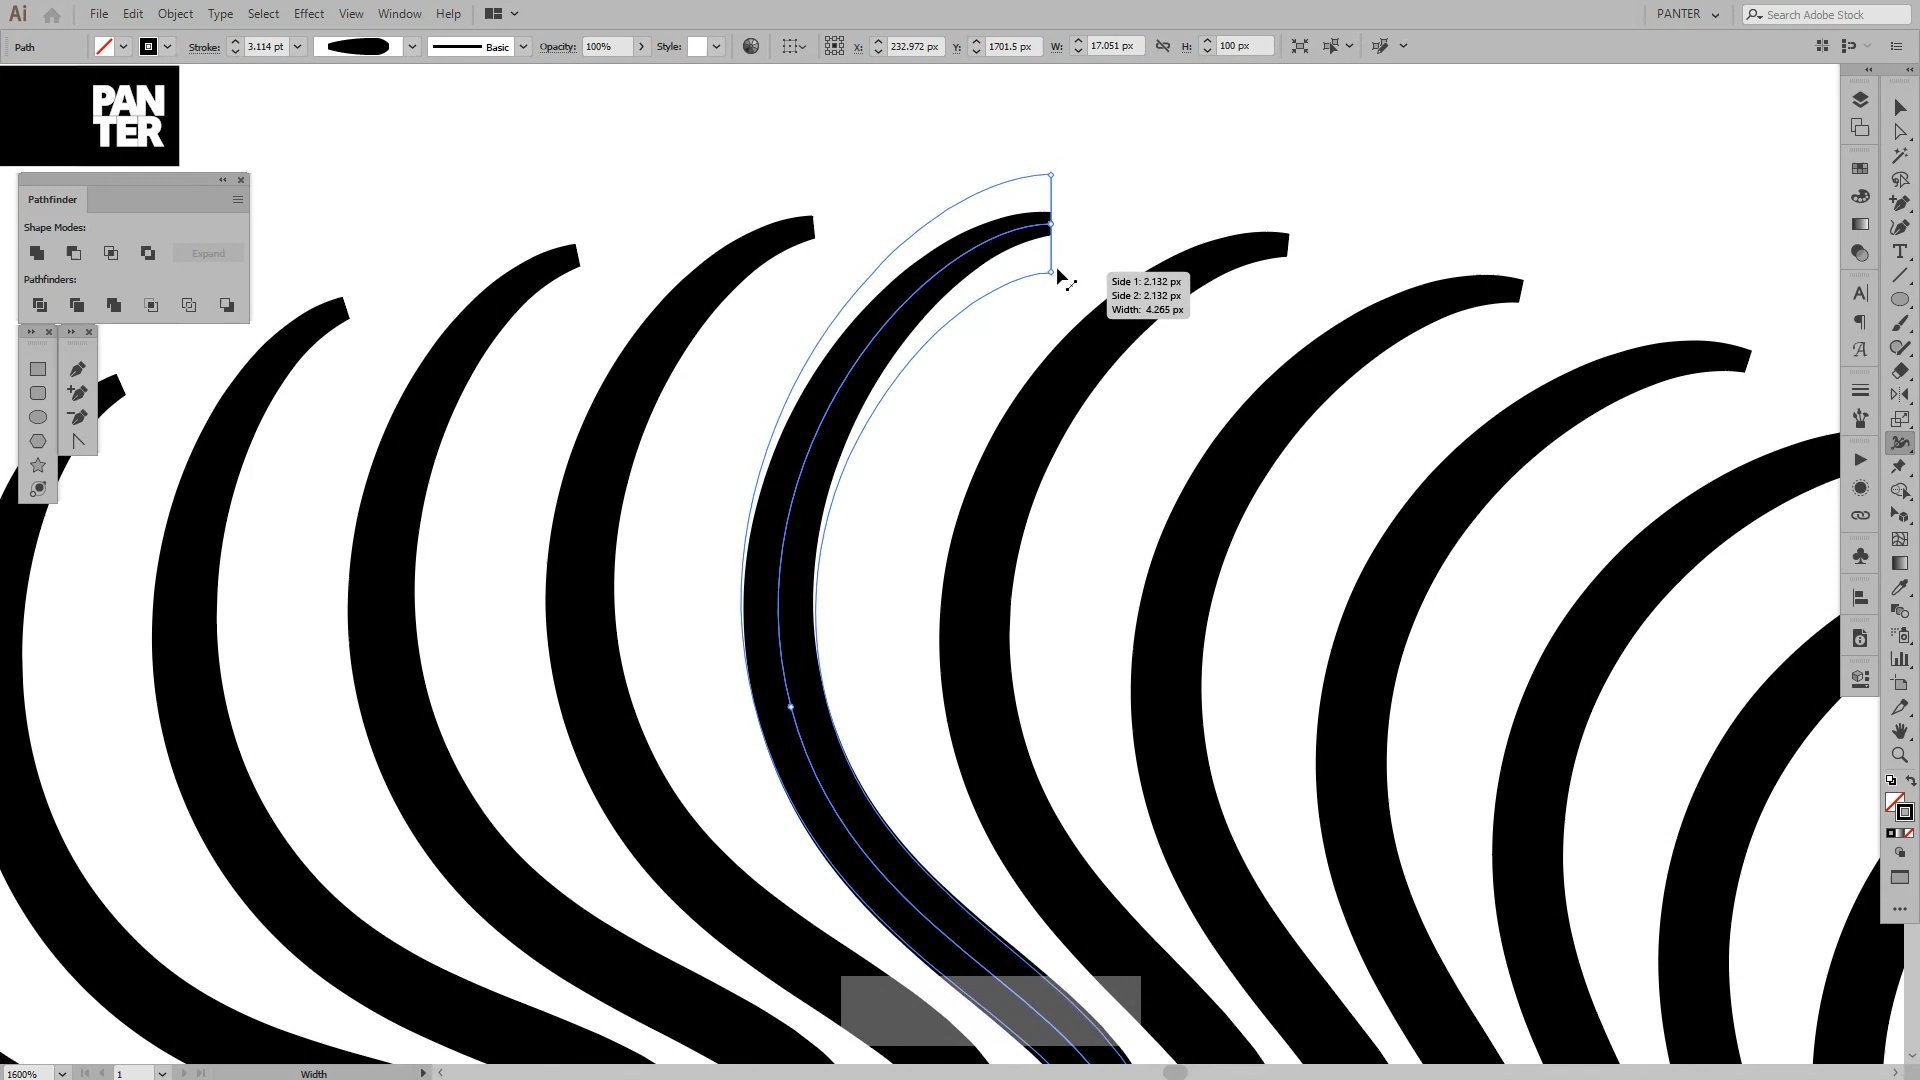 Ai File Edit Object Type Select Effect View Window Help PANTER Search Adobe Stock
Path Stroke: 3.114 pt Basic Opacity: 100% Style: X: 232.972 px Y: 1701.5 px W: 17.051 px H: 100 px
PAN
TER
Pathfinder
Shape Modes:
Expand
Pathfinders:
Side 1: 2.132 px
Side 2: 2.132 px
Width: 4.265 px
1600% 1 Width